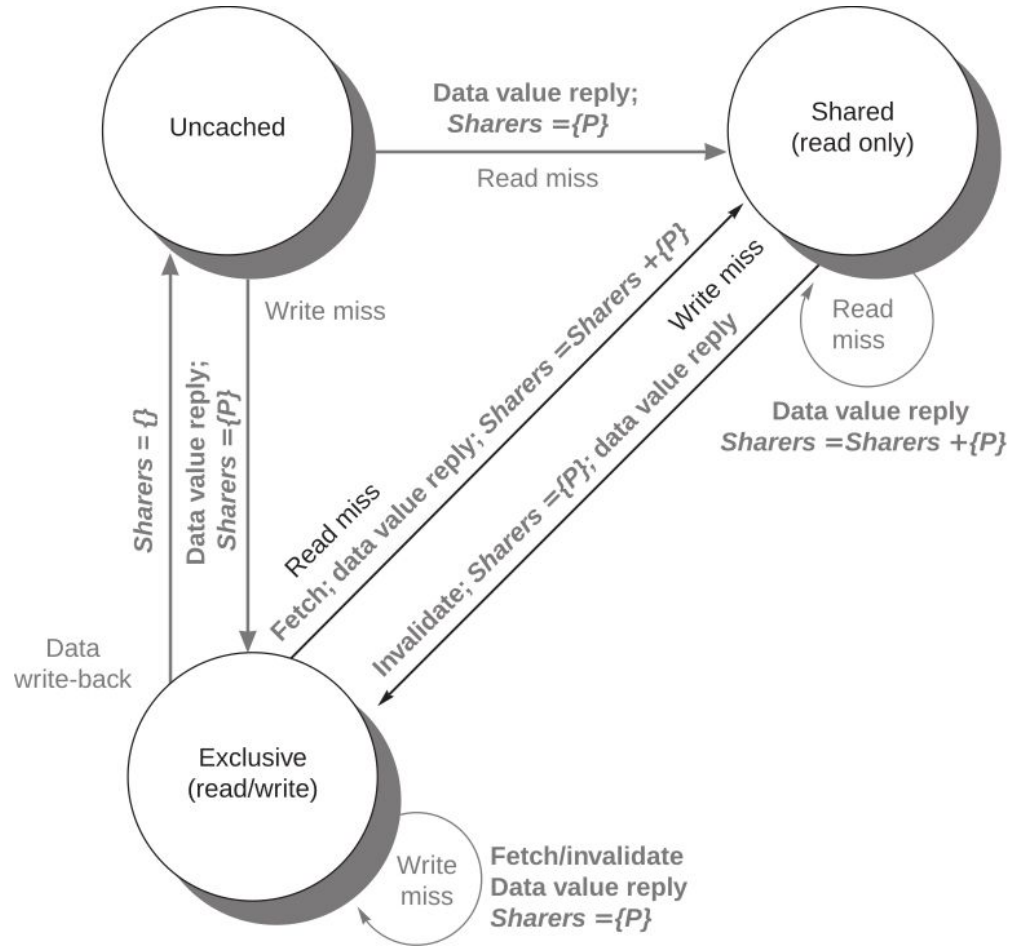 Uncached
Data value reply;
Sharers ={P}
Read miss
Shared
(read only)
Write miss
Sharers = {}
Data value reply;
Sharers ={P}
Read miss
Fetch; data value reply; Sharers =Sharers +{P}
Write miss
Invalidate; Sharers ={P}; data value reply
Read
miss
Data value reply
Sharers =Sharers +{P}
Data
write-back
Exclusive
(read/write)
Write
miss
Fetch/invalidate
Data value reply
Sharers ={P}